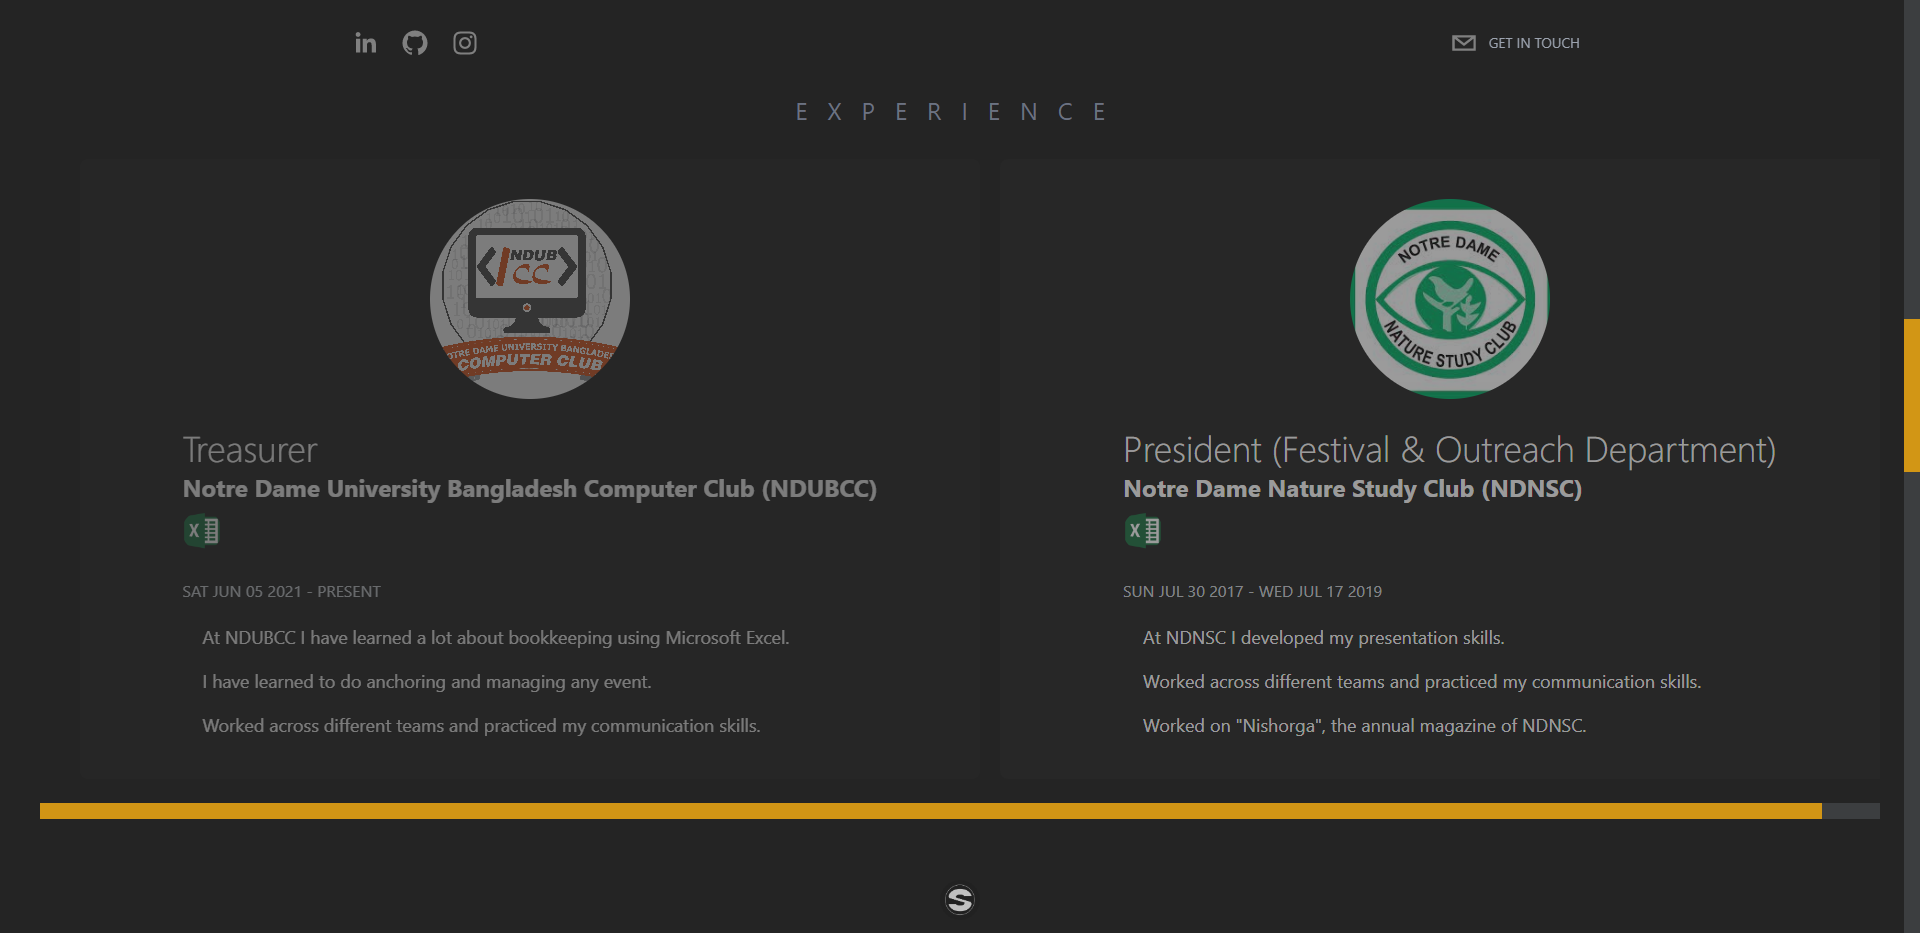 GET IN TOUCH
EXPERIENCE
NDUB
CC
NOTRE DAME UNIVERSITY BANGLADE
COMPUTER CLUB
Treasurer
Notre Dame University Bangladesh Computer Club (NDUBCC)
X
SAT JUN 05 2021 - PRESENT
At NDUBCC I have learned a lot about bookkeeping using Microsoft Excel.
I have learned to do anchoring and managing any event.
Worked across different teams and practiced my communication skills.
NOTRE DAME
NATURE STUDY CLUB
President (Festival & Outreach Department)
Notre Dame Nature Study Club (NDNSC)
X
SUN JUL 30 2017 - WED JUL 17 2019
At NDNSC I developed my presentation skills.
Worked across different teams and practiced my communication skills.
Worked on "Nishorga", the annual magazine of NDNSC.
S